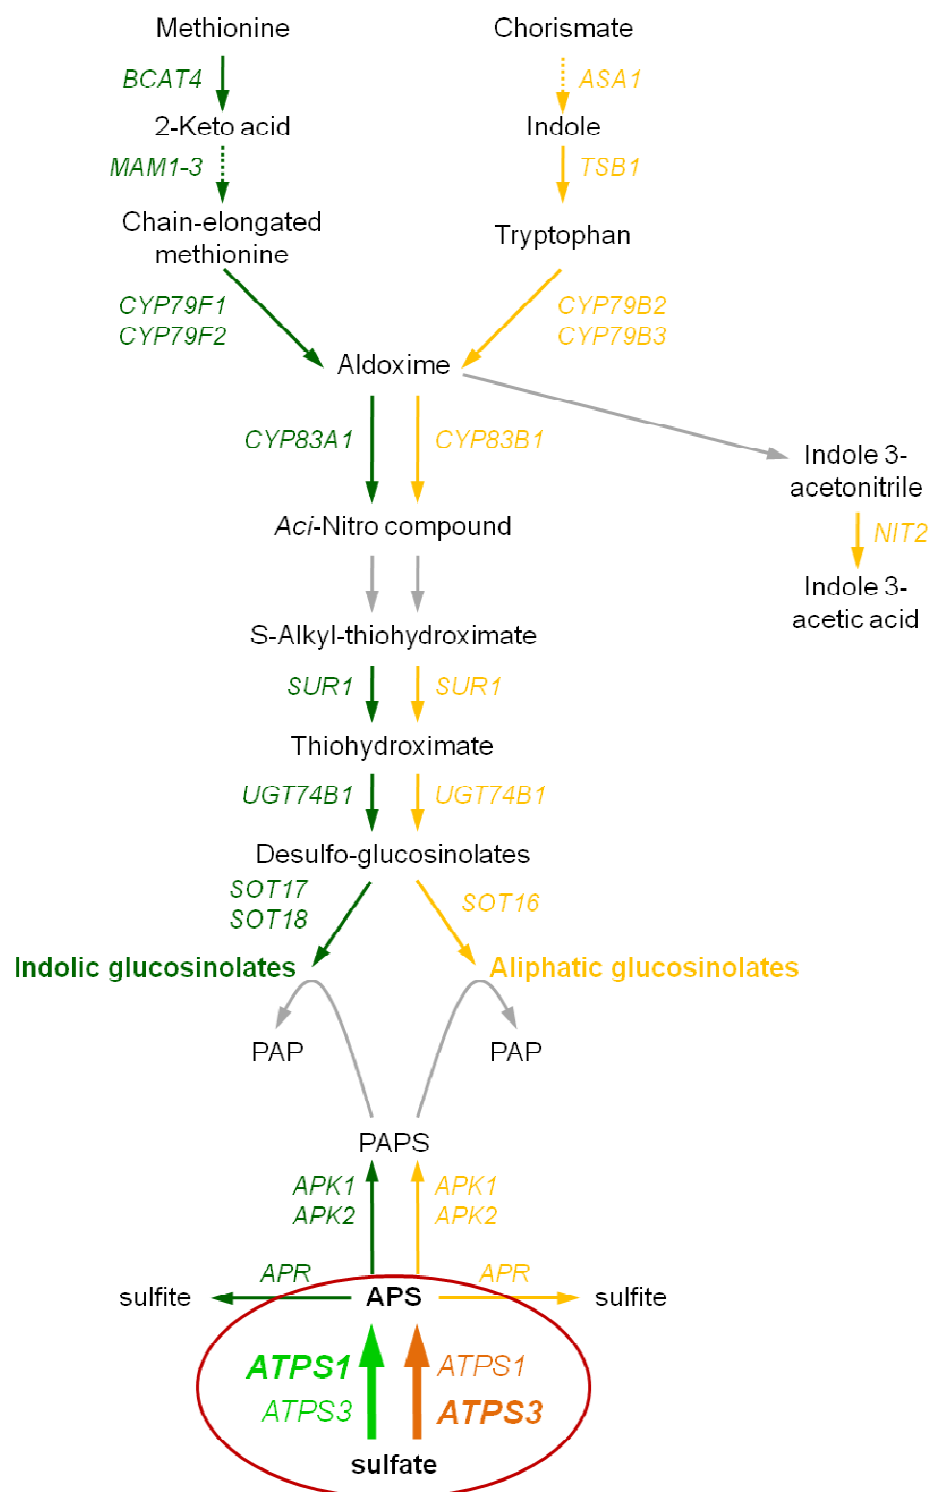 Methionine
Chorismate
BCAT4
ASA1
2-Keto acid
Indole
MAM1-3
TSB1
Chain-elongated
methionine
Tryptophan
CYP79F1
CYP79F2
CYP79B2
CYP79B3
Aldoxime
CYP83A1
CYP83B1
Indole 3-
acetonitrile
Aci-Nitro compound
NIT2
Indole 3-
acetic acid
S-Alkyl-thiohydroximate
SUR1
SUR1
Thiohydroximate
UGT74B1
UGT74B1
Desulfo-glucosinolates
SOT17
SOT18
SOT16
Indolic glucosinolates
Aliphatic glucosinolates
PAP
PAP
PAPS
APK1
APK2
APK1
APK2
APR
APR
sulfite
APS
sulfite
ATPS1
ATPS1
ATPS3
ATPS3
sulfate